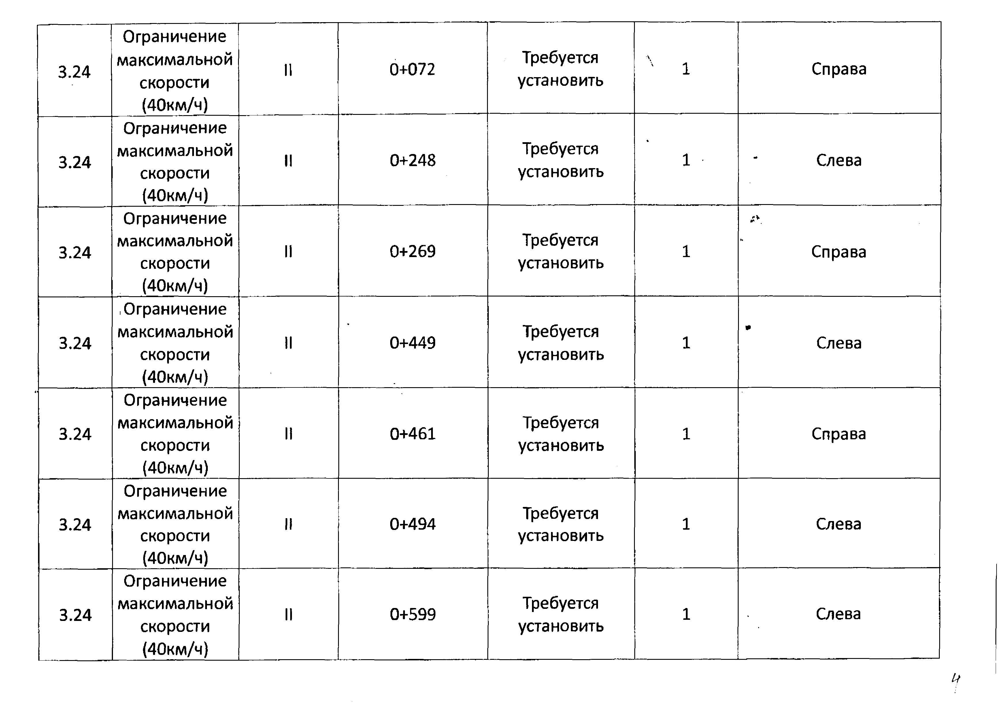 Ограничение
максимальной
скорости
(40км/ч)
3.24
II
0+072
Требуется
установить
1
Справа
Ограничение
максимальной
скорости
(40км/ч)
3.24
II
0+248
Требуется
установить
1
Слева
Ограничение
максимальной
скорости
(40км/ч)
3.24
II
0+269
Требуется
установить
1
Справа
Ограничение
максимальной
скорости
(40км/ч)
3.24
II
0+449
Требуется
установить
1
Слева
Ограничение
максимальной
скорости
(40км/ч)
3.24
II
0+461
Требуется
установить
1
Справа
Ограничение
максимальной
скорости
(40км/ч)
3.24
II
0+494
Требуется
установить
1
Слева
Ограничение
максимальной
скорости
(40км/ч)
3.24
II
0+599
Требуется
установить
1
Слева
4